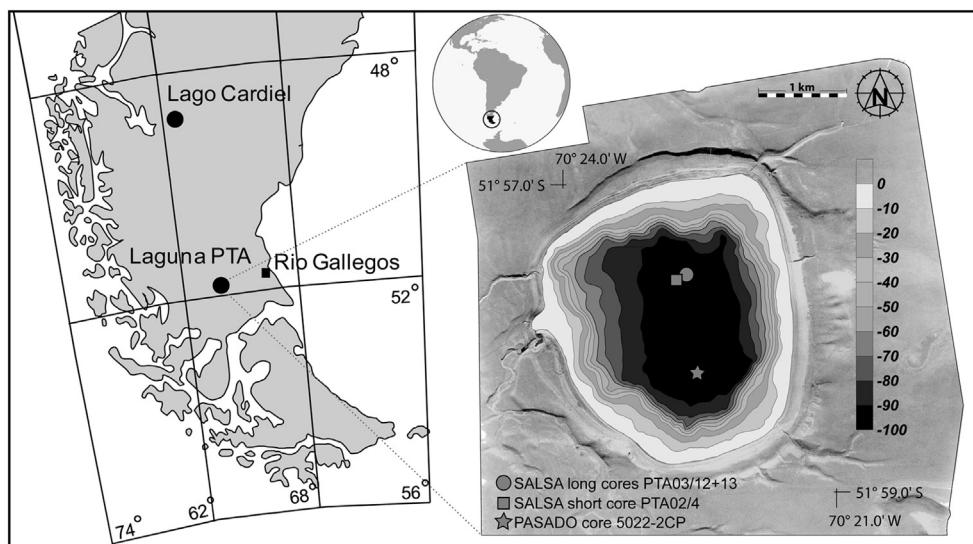 48°
Lago Cardiel
Laguna PTA
Rio Gallegos
52°
74°
62°
68°
56°
1 km
N
70° 24.0' W
51° 57.0' S
0
-10
-20
-30
-40
-50
-60
-70
-80
-90
-100
SALSA long cores PTA03/12+13
SALSA short core PTA02/4
PASADO core 5022-2CP
51° 59.0' S
70° 21.0' W